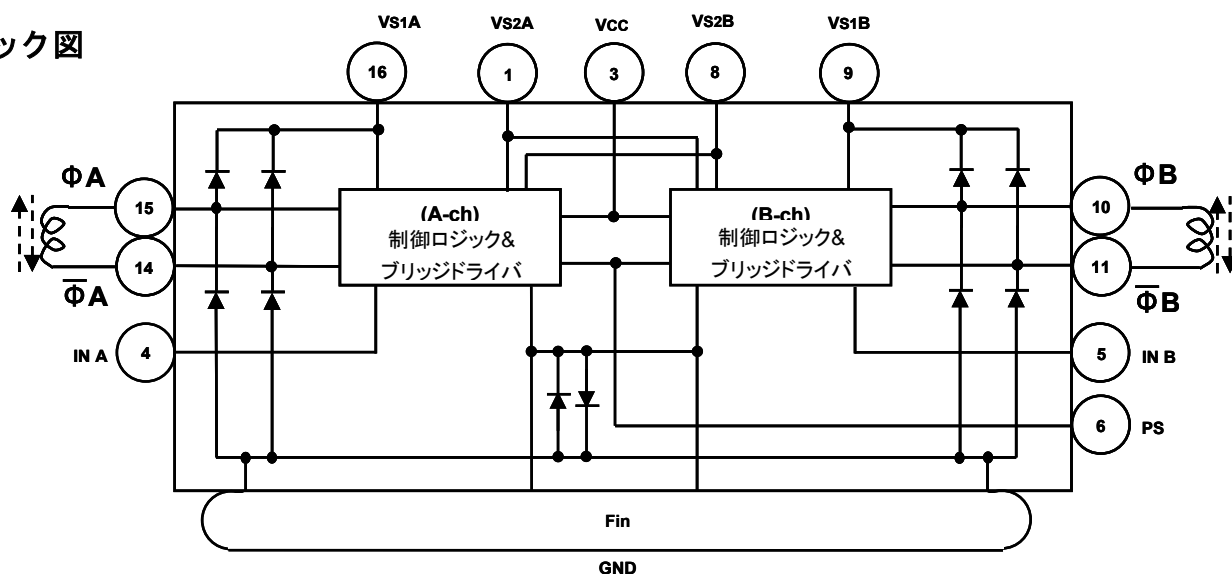 ック図
VS1A
VS2A
VCC
VS2B
VS1B
16
1
3
8
9
ΦA
15
14
Φ̅A
IN A
4
(A-ch)
制御ロジック&
ブリッジドライバ
(B-ch)
制御ロジック&
ブリッジドライバ
ΦB
10
11
Φ̅B
5
IN B
6
PS
Fin
GND